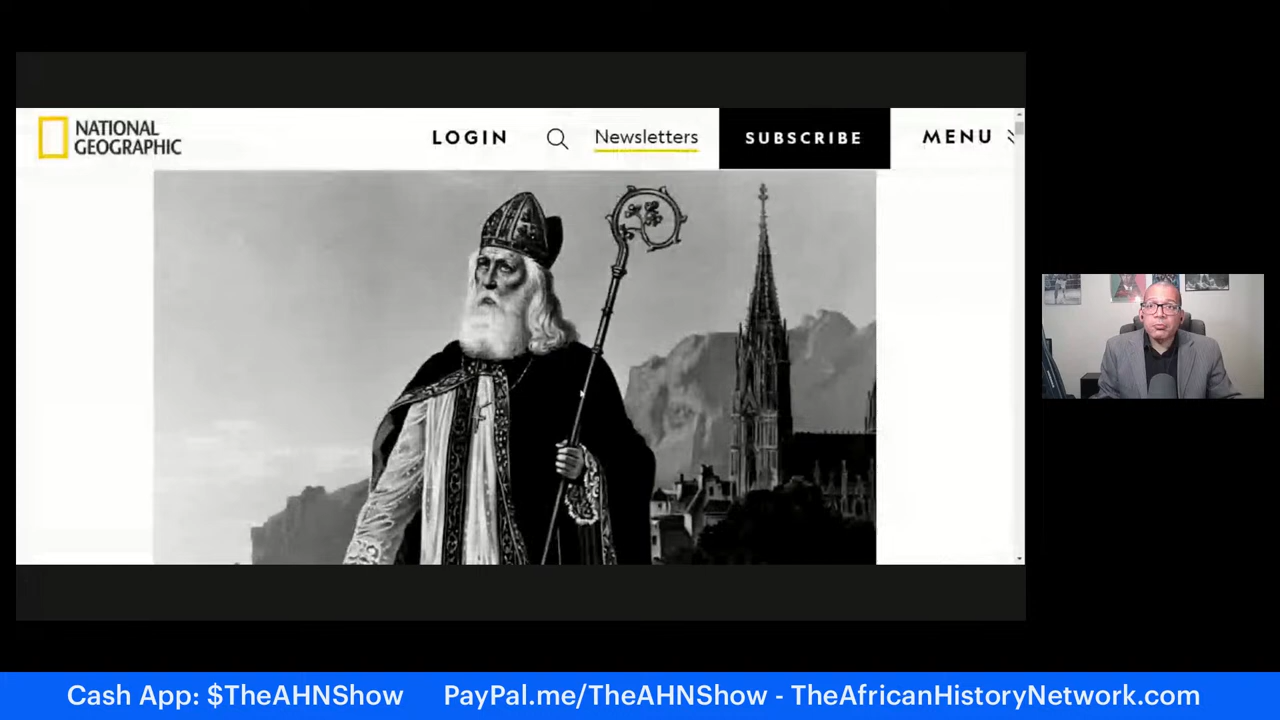 NATIONAL
GEOGRAPHIC
LOGIN
Newsletters
SUBSCRIBE
MENU
Cash App: $TheAHNShow PayPal.me/TheAHNShow - TheAfricanHistoryNetwork.com